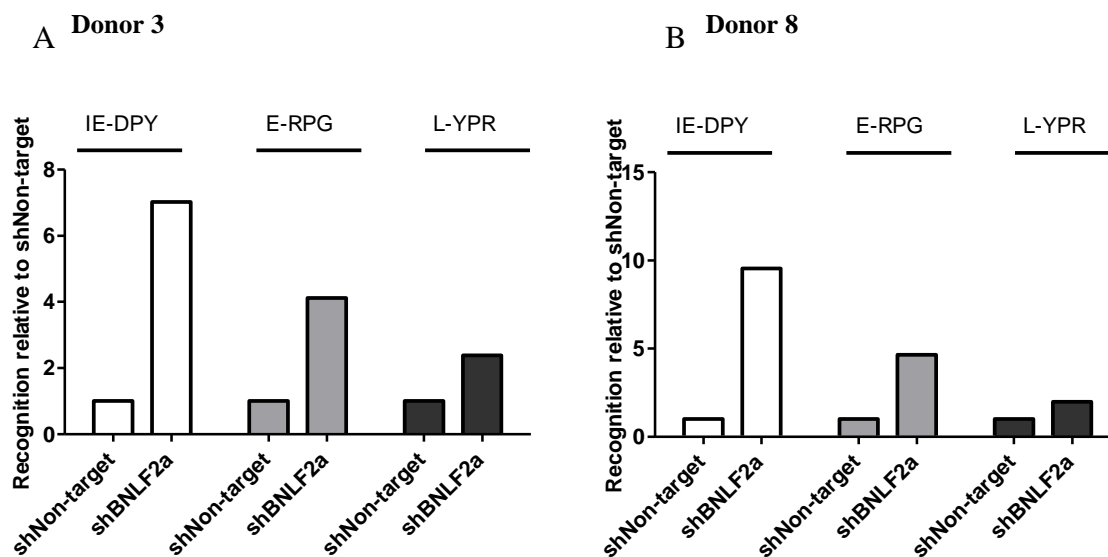 A Donor 3
IE-DPY E-RPG L-YPR
Recognition relative to shNon-target
8
6
4
2
0
shNon-target shBNLF2a shNon-target shBNLF2a shNon-target shBNLF2a
B Donor 8
IE-DPY E-RPG L-YPR
Recognition relative to shNon-target
15
10
5
0
shNon-target shBNLF2a shNon-target shBNLF2a shNon-target shBNLF2a